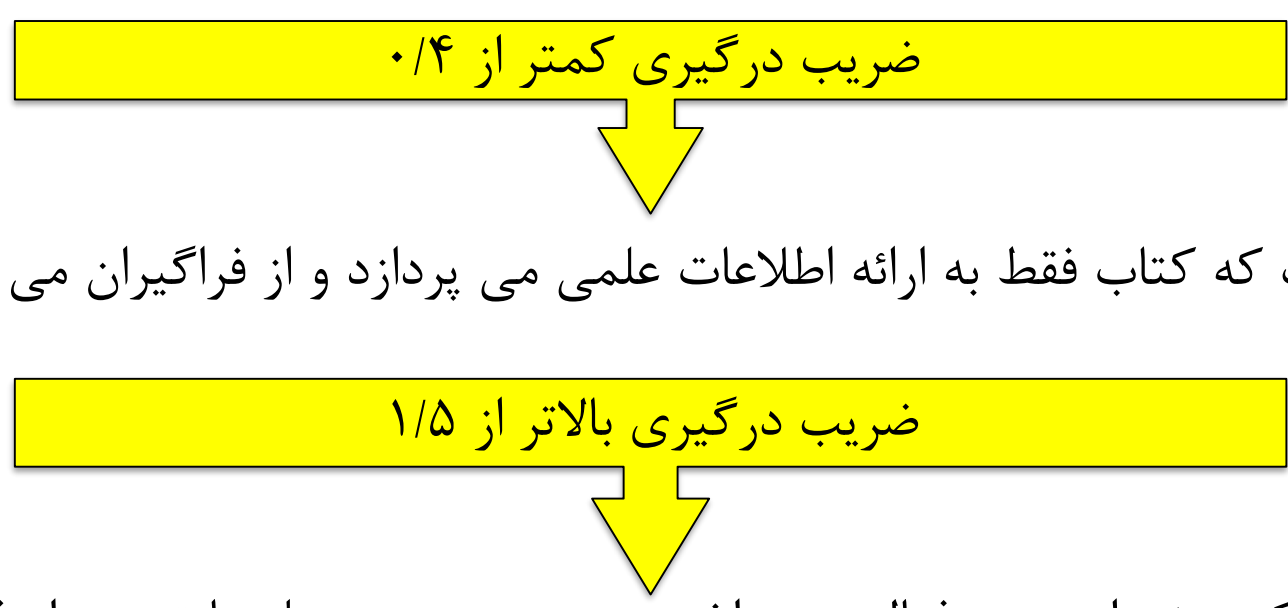 ضریب درگیری کمتر از ۰/۴
که کتاب فقط به ارائه اطلاعات علمی می پردازد و از فراگیران می
ضریب درگیری بالاتر از ۱/۵